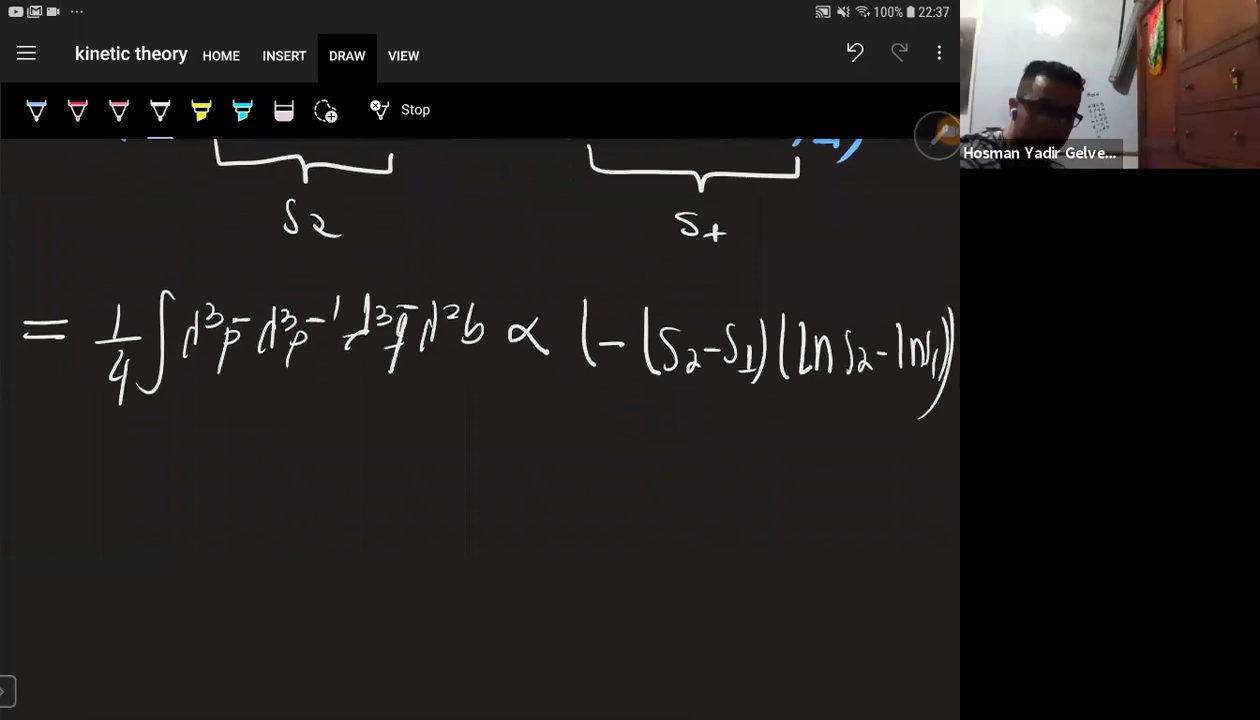 100% 22:37
kinetic theory HOME INSERT DRAW VIEW
Stop
Hosman Yadir Gelve...
S2 S1
= 1/4 ∫ d³p̄ d³p̄' d³q̄ d²b α (-(S₂-S₁)(ln S₂ - ln S₁))